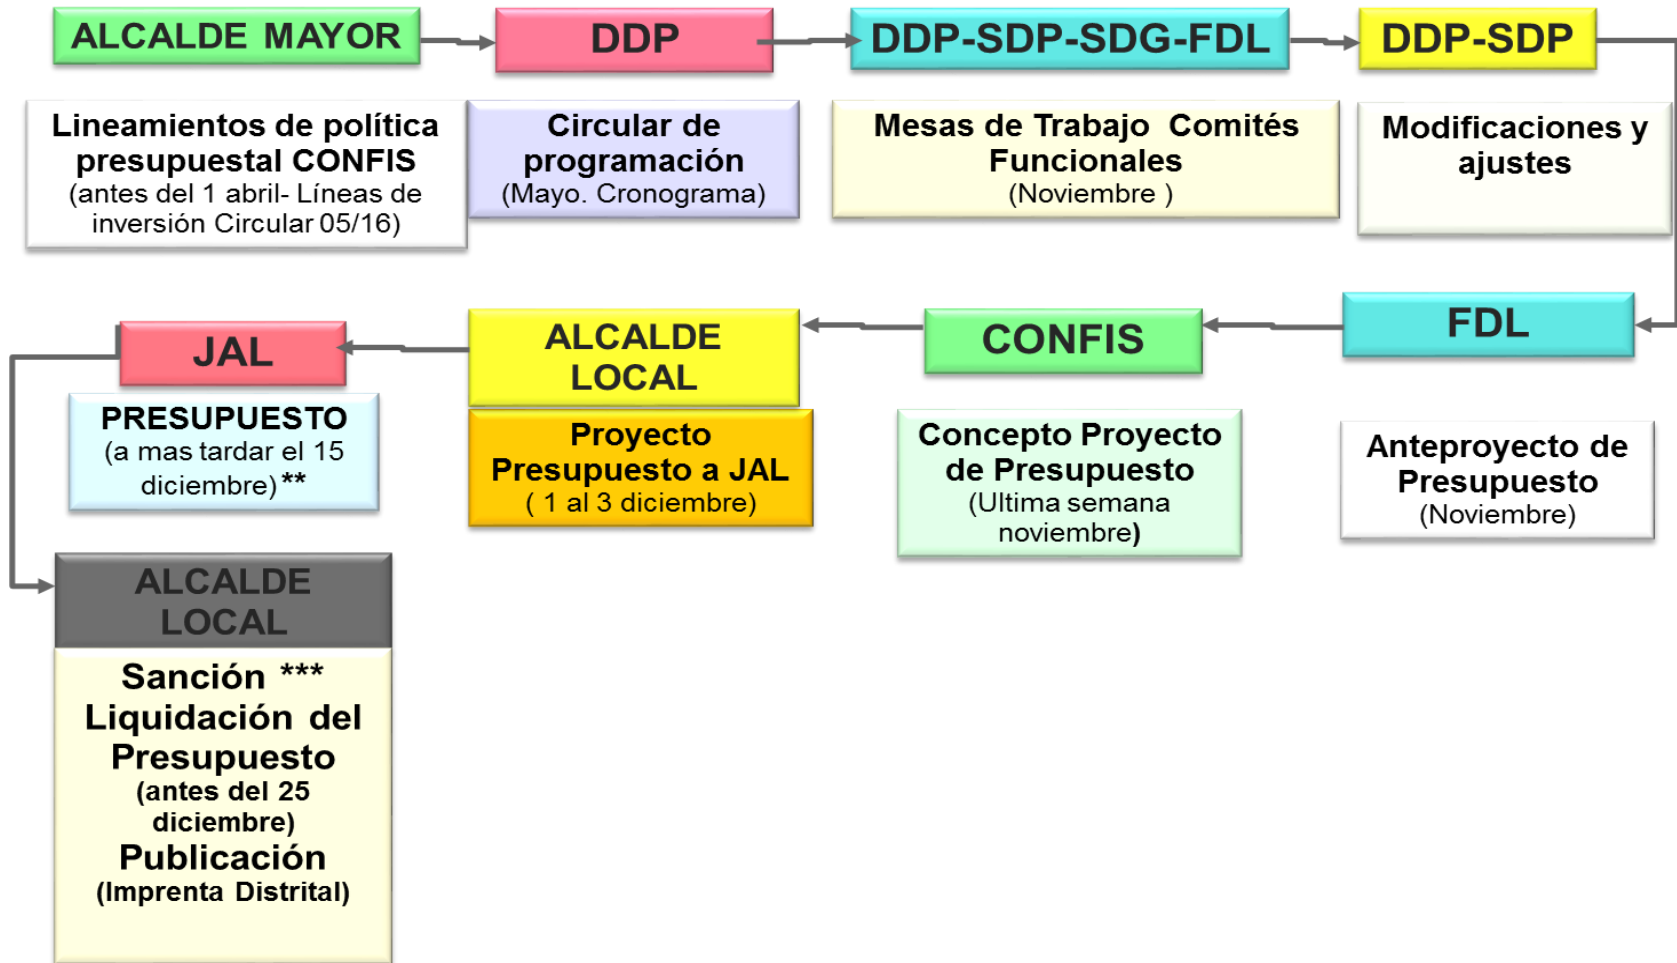 ALCALDE MAYOR
DDP
DDP-SDP-SDG-FDL
DDP-SDP
Lineamientos de política
presupuestal CONFIS
(antes del 1 abril- Líneas de
inversión Circular 05/16)
Circular de
programación
(Mayo. Cronograma)
Mesas de Trabajo  Comités
Funcionales
(Noviembre )
Modificaciones y
ajustes
FDL
Anteproyecto de
Presupuesto
(Noviembre)
CONFIS
Concepto Proyecto
de Presupuesto
(Ultima semana
noviembre)
ALCALDE
LOCAL
Proyecto
Presupuesto a JAL
( 1 al 3 diciembre)
JAL
PRESUPUESTO
(a mas tardar el 15
diciembre) **
ALCALDE
LOCAL
Sanción ***
Liquidación del
Presupuesto
(antes del 25
diciembre)
Publicación
(Imprenta Distrital)